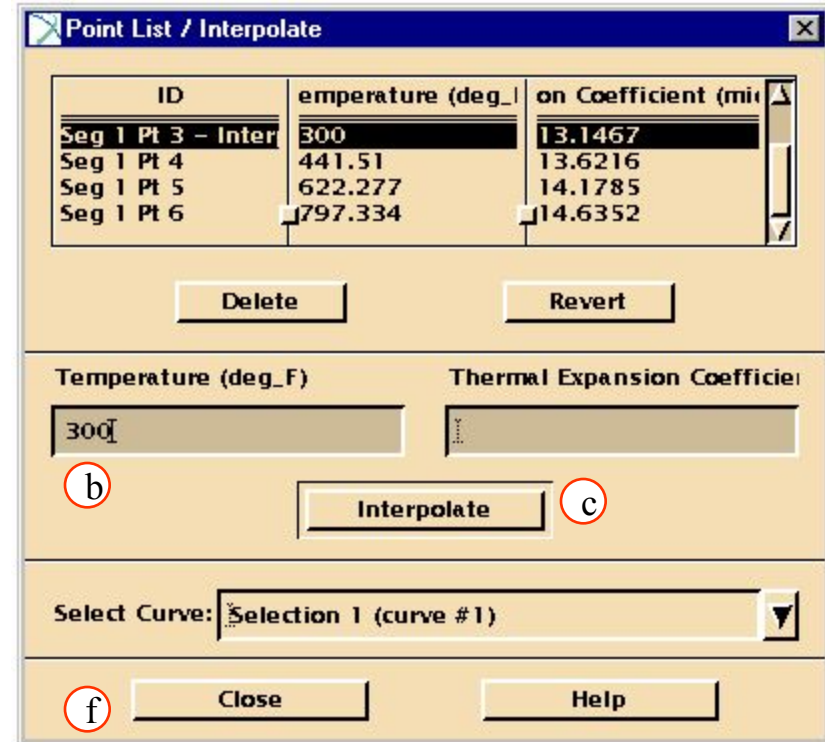 Point List / Interpolate
ID emperature (deg_ on Coefficient (mi
Seg 1 Pt 3 – Inter 300 13.1467
Seg 1 Pt 4 441.51 13.6216
Seg 1 Pt 5 622.277 14.1785
Seg 1 Pt 6 797.334 14.6352
Delete Revert
Temperature (deg_F) Thermal Expansion Coefficie
300
b
Interpolate c
Select Curve: Selection 1 (curve #1)
f Close Help